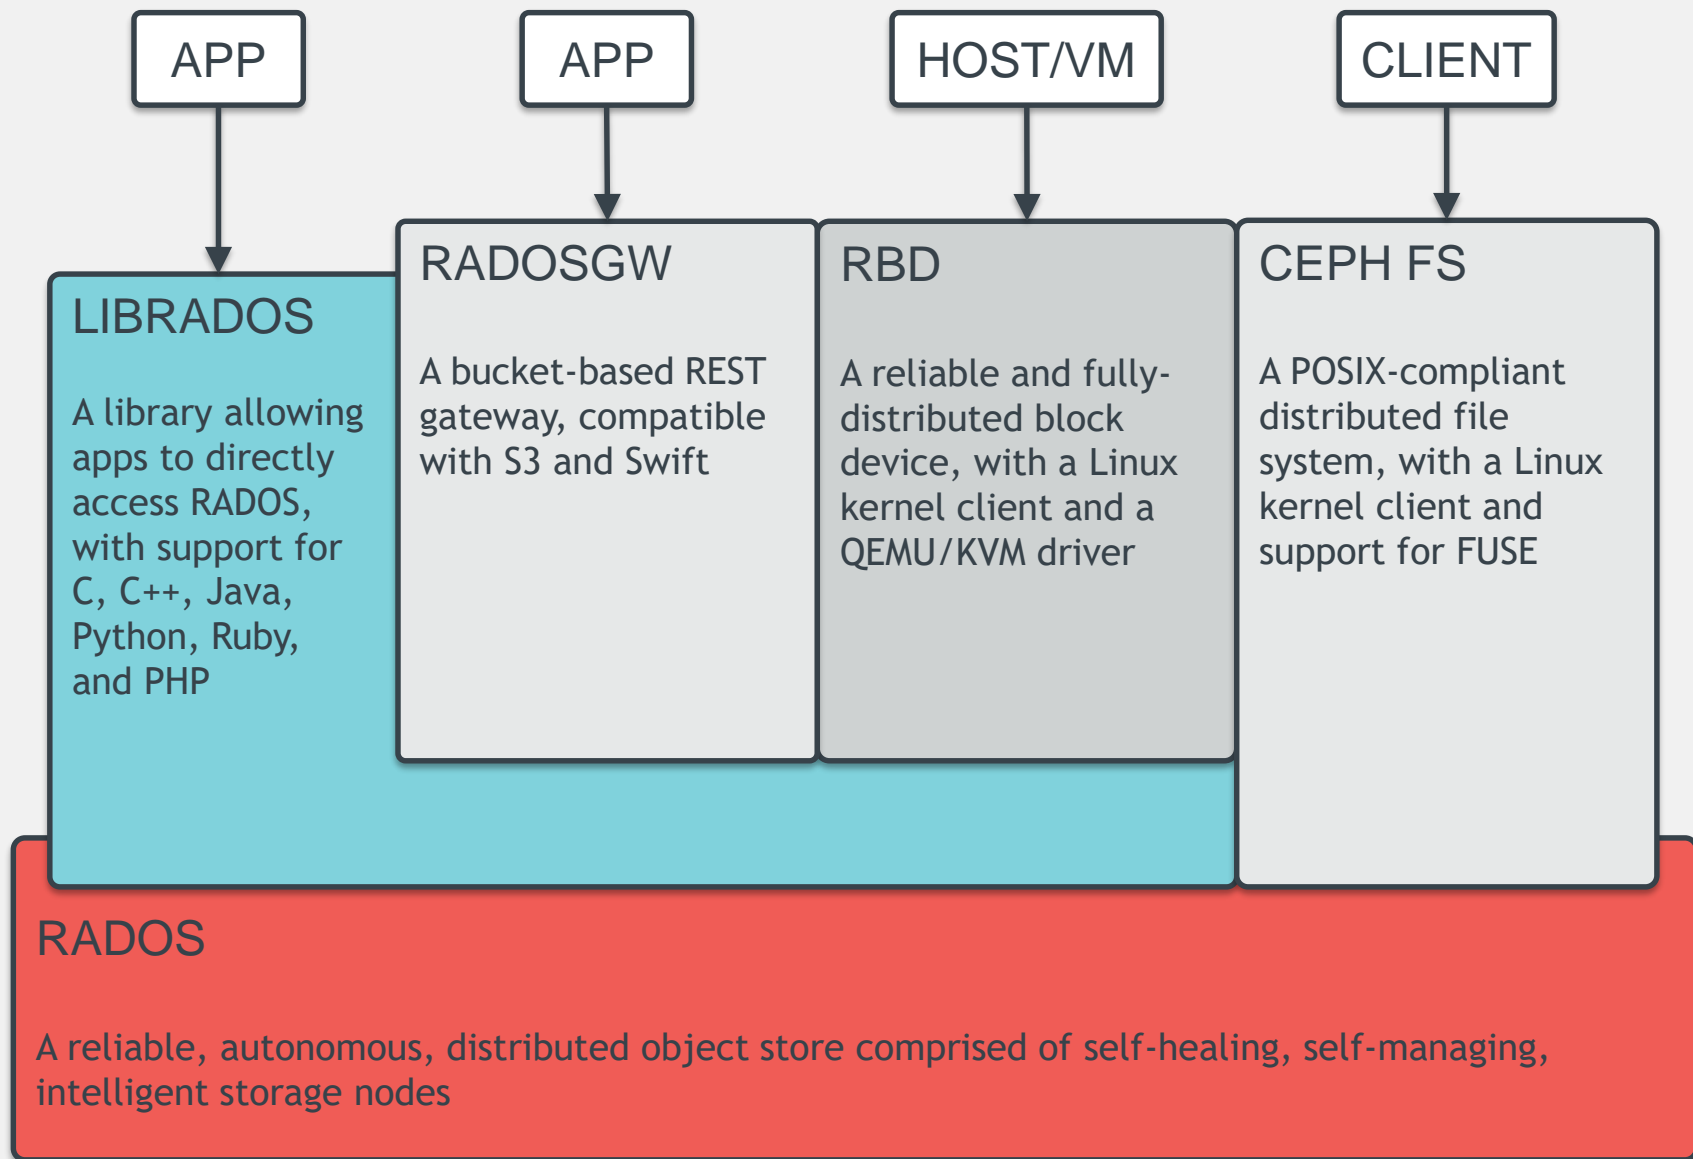 APP
APP
HOST/VM
CLIENT
LIBRADOS
A library allowing
apps to directly
access RADOS,
with support for
C, C++, Java,
Python, Ruby,
and PHP
RADOSGW
A bucket-based REST
gateway, compatible
with S3 and Swift
RBD
A reliable and fully-
distributed block
device, with a Linux
kernel client and a
QEMU/KVM driver
CEPH FS
A POSIX-compliant
distributed file
system, with a Linux
kernel client and
support for FUSE
RADOS
A reliable, autonomous, distributed object store comprised of self-healing, self-managing,
intelligent storage nodes